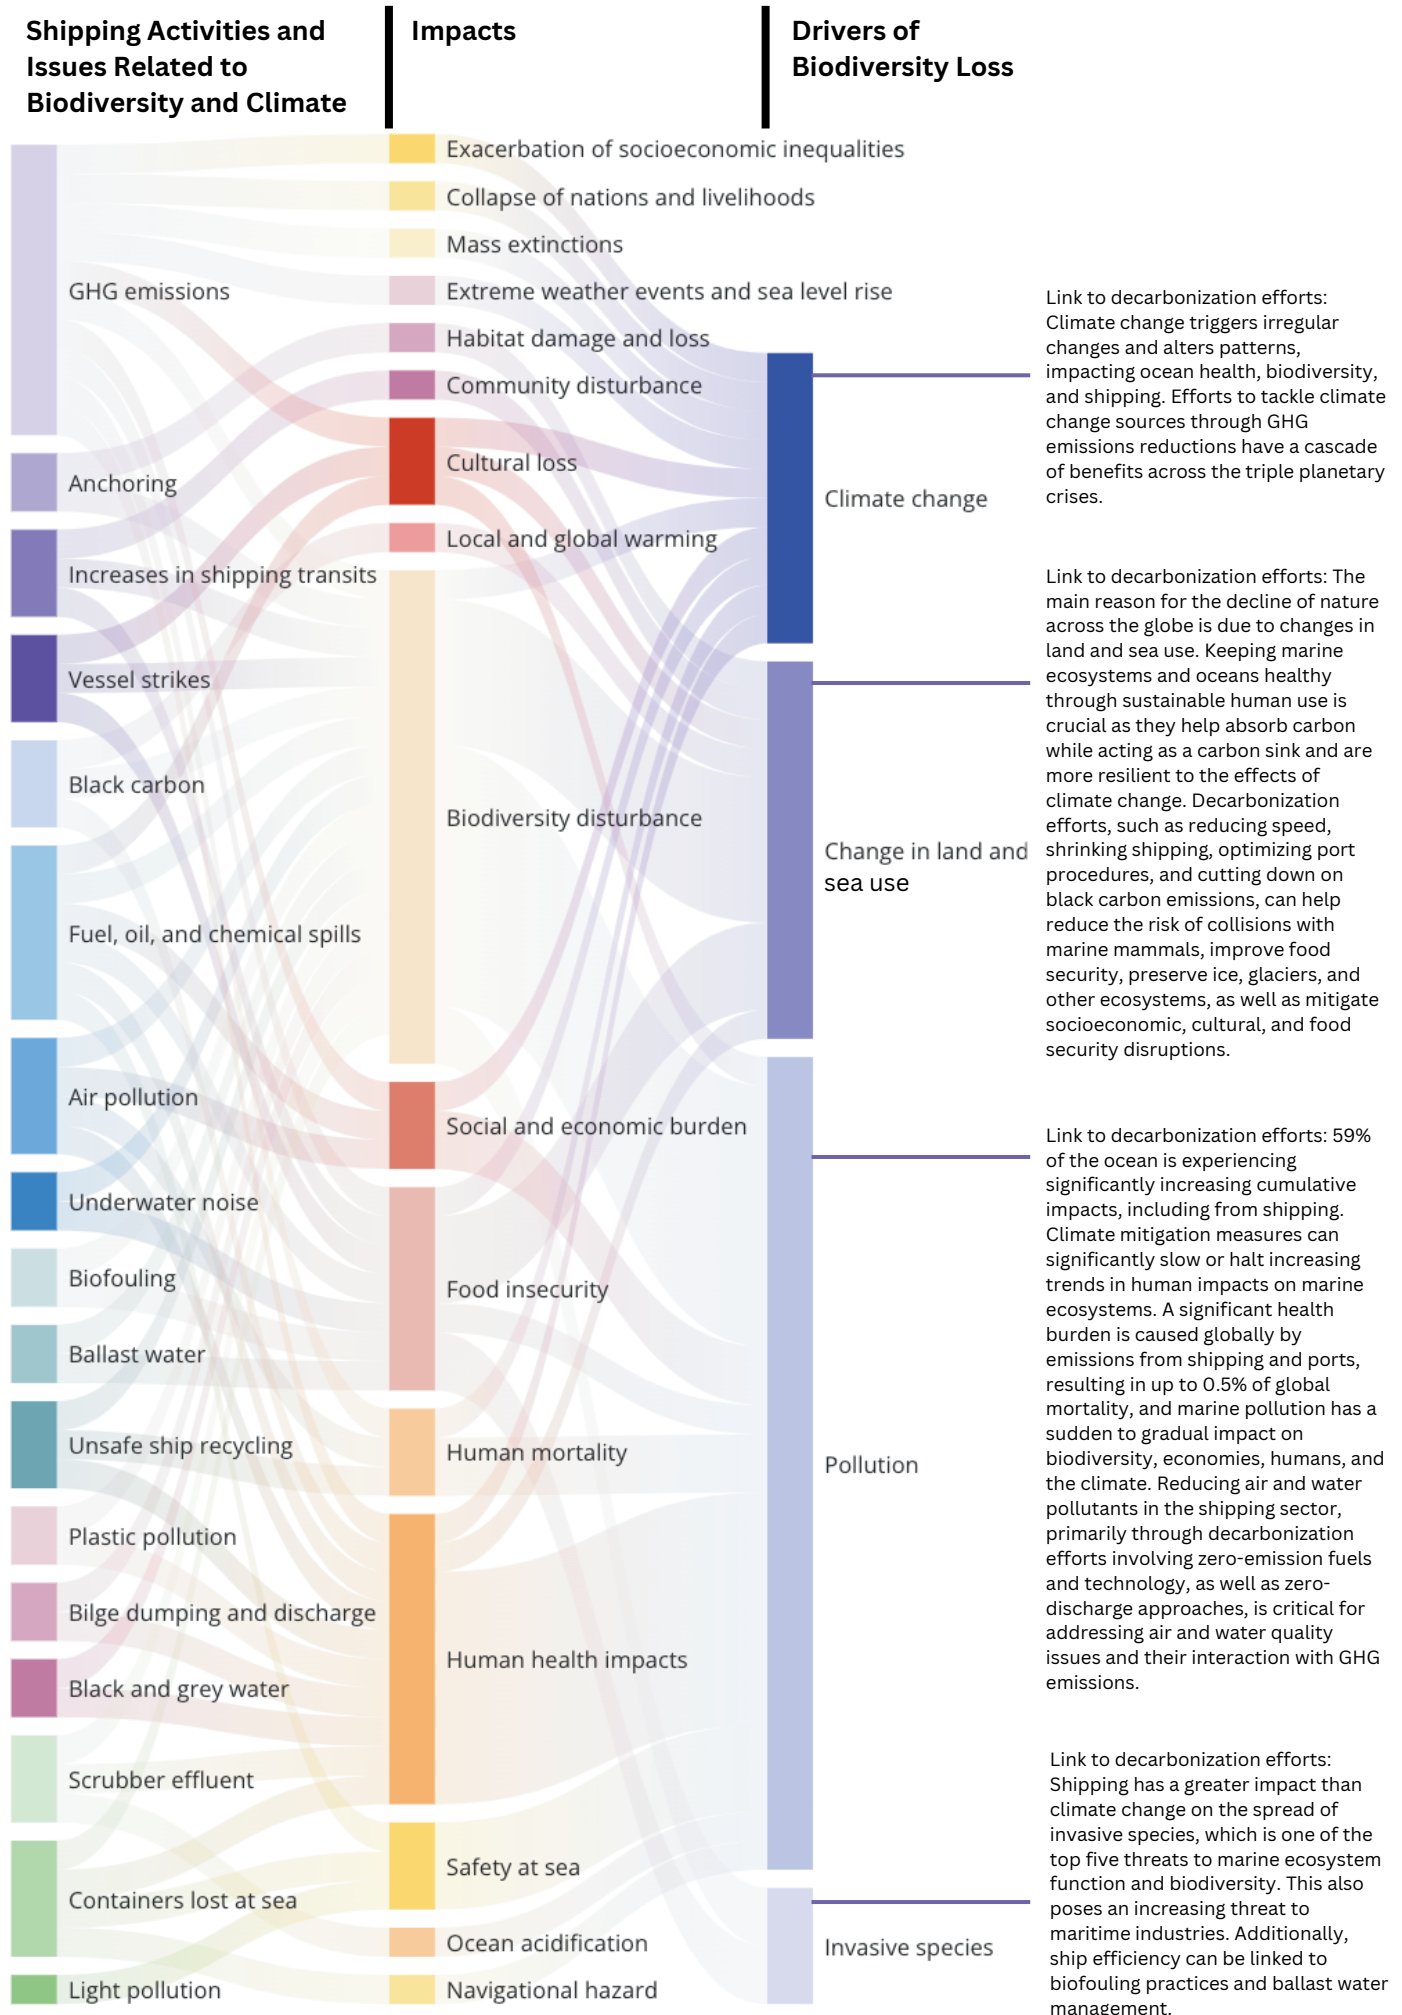 Shipping Activities and
Issues Related to
Biodiversity and Climate
Impacts
Drivers of
Biodiversity Loss
GHG emissions
Anchoring
Increases in shipping transits
Vessel strikes
Black carbon
Fuel, oil, and chemical spills
Air pollution
Underwater noise
Biofouling
Ballast water
Unsafe ship recycling
Plastic pollution
Bilge dumping and discharge
Black and grey water
Scrubber effluent
Containers lost at sea
Light pollution
Exacerbation of socioeconomic inequalities
Collapse of nations and livelihoods
Mass extinctions
Extreme weather events and sea level rise
Habitat damage and loss
Community disturbance
Cultural loss
Local and global warming
Biodiversity disturbance
Social and economic burden
Food insecurity
Human mortality
Human health impacts
Safety at sea
Ocean acidification
Navigational hazard
Climate change
Change in land and
sea use
Pollution
Invasive species
Link to decarbonization efforts:
Climate change triggers irregular
changes and alters patterns,
impacting ocean health, biodiversity,
and shipping. Efforts to tackle climate
change sources through GHG
emissions reductions have a cascade
of benefits across the triple planetary
crises.
Link to decarbonization efforts: The
main reason for the decline of nature
across the globe is due to changes in
land and sea use. Keeping marine
ecosystems and oceans healthy
through sustainable human use is
crucial as they help absorb carbon
while acting as a carbon sink and are
more resilient to the effects of
climate change. Decarbonization
efforts, such as reducing speed,
shrinking shipping, optimizing port
procedures, and cutting down on
black carbon emissions, can help
reduce the risk of collisions with
marine mammals, improve food
security, preserve ice, glaciers, and
other ecosystems, as well as mitigate
socioeconomic, cultural, and food
security disruptions.
Link to decarbonization efforts: 59%
of the ocean is experiencing
significantly increasing cumulative
impacts, including from shipping.
Climate mitigation measures can
significantly slow or halt increasing
trends in human impacts on marine
ecosystems. A significant health
burden is caused globally by
emissions from shipping and ports,
resulting in up to 0.5% of global
mortality, and marine pollution has a
sudden to gradual impact on
biodiversity, economies, humans, and
the climate. Reducing air and water
pollutants in the shipping sector,
primarily through decarbonization
efforts involving zero-emission fuels
and technology, as well as zero-
discharge approaches, is critical for
addressing air and water quality
issues and their interaction with GHG
emissions.
Link to decarbonization efforts:
Shipping has a greater impact than
climate change on the spread of
invasive species, which is one of the
top five threats to marine ecosystem
function and biodiversity. This also
poses an increasing threat to
maritime industries. Additionally,
ship efficiency can be linked to
biofouling practices and ballast water
management.